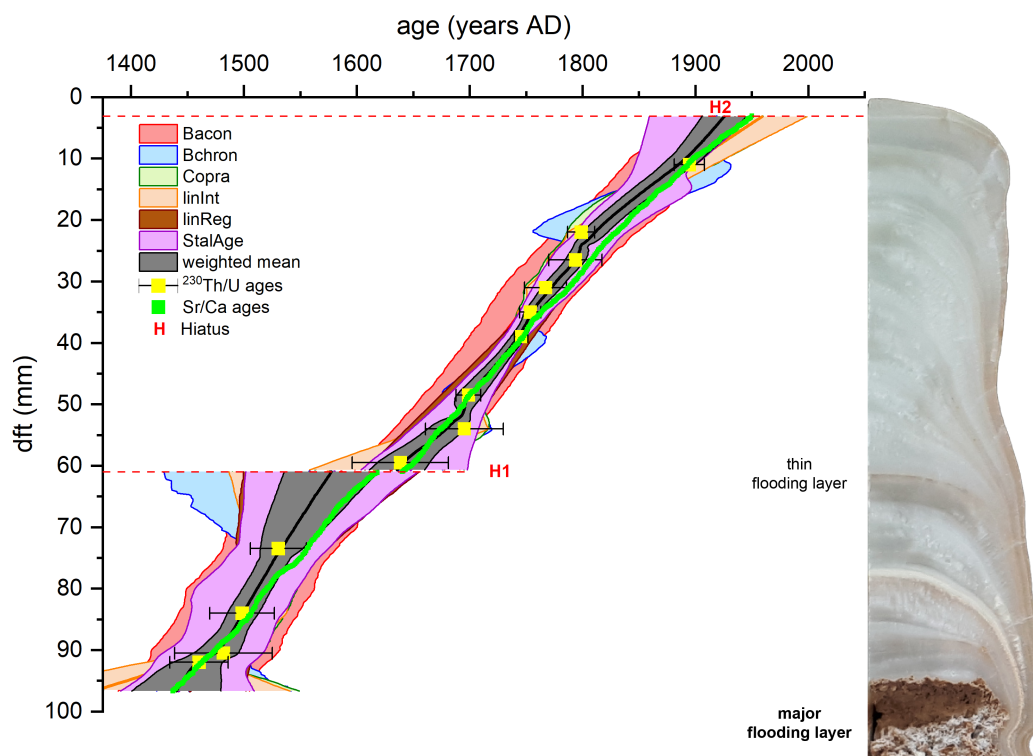 age (years AD)
1400 1500 1600 1700 1800 1900 2000
0
H2
Bacon
10
Bchron
Copra
linInt
20
linReg
StalAge
weighted mean
30
²³⁰Th/U ages
Sr/Ca ages
H Hiatus
40
dft (mm)
50
60
H1
thin
flooding layer
70
80
90
100
major
flooding layer